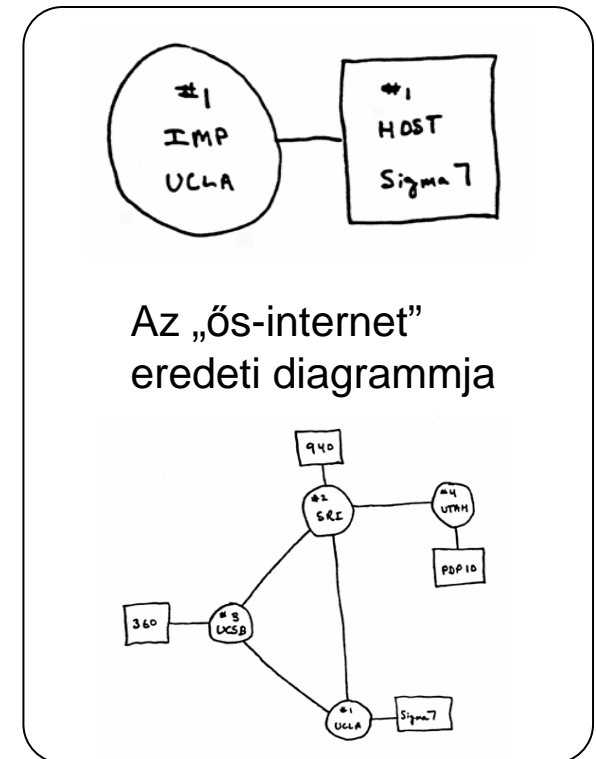 #1
IMP
UCLA
#1
HOST
Sigma 7
Az „ős-internet”
eredeti diagrammja
940
#2
SRI
#4
UTAH
PDP 10
360
#3
UCSB
#1
UCLA
Sigma 7